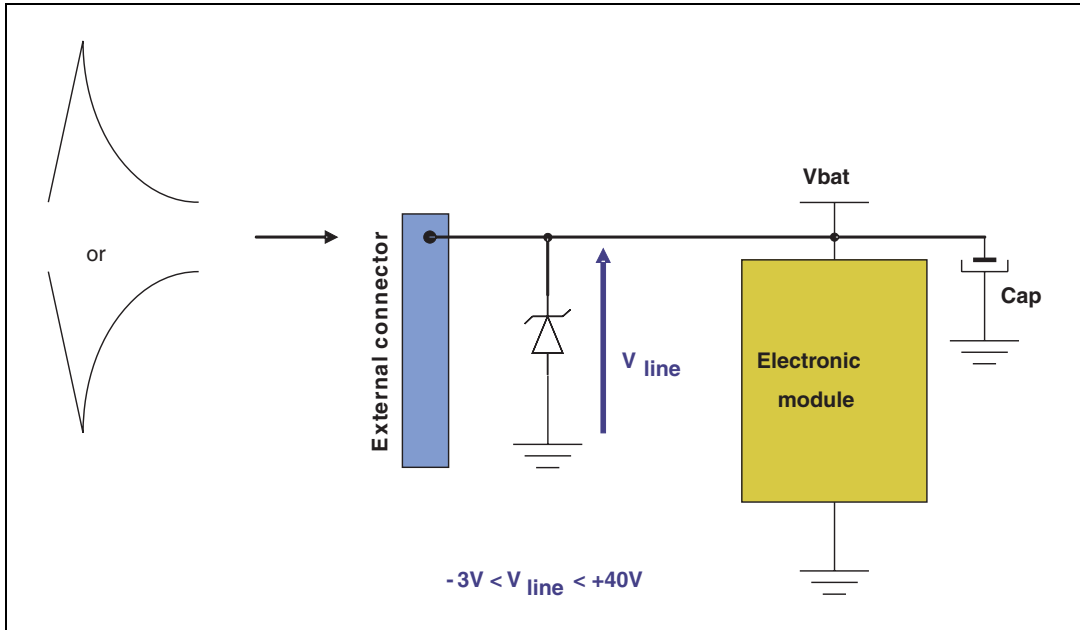 or
External connector
V line
Vbat
Cap
Electronic
module
- 3V < V line < +40V